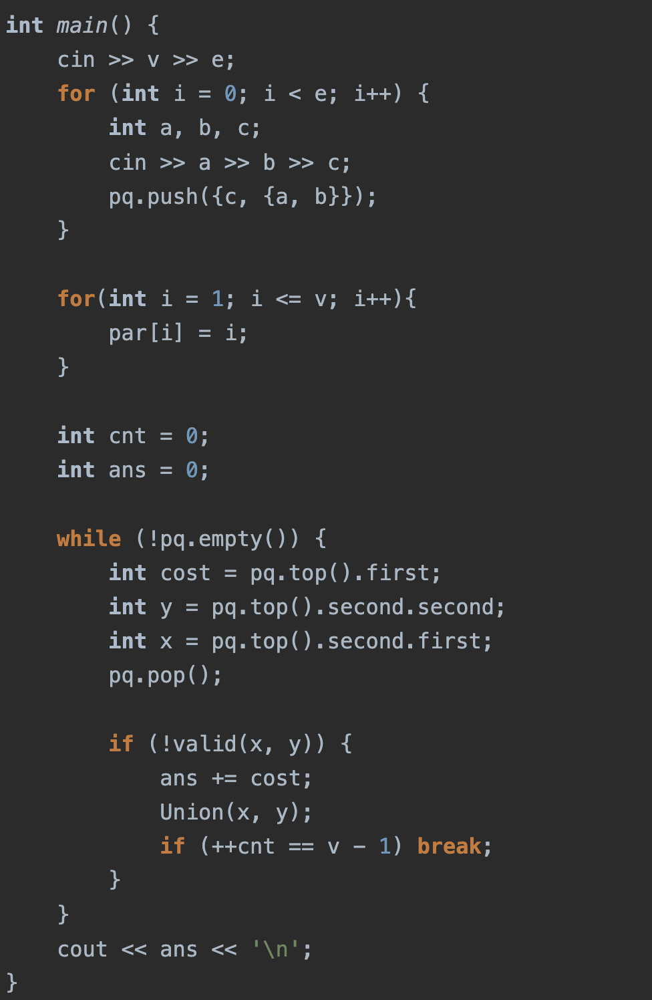 int main() {
    cin >> v >> e;
    for (int i = 0; i < e; i++) {
        int a, b, c;
        cin >> a >> b >> c;
        pq.push({c, {a, b}});
    }

    for(int i = 1; i <= v; i++){
        par[i] = i;
    }

    int cnt = 0;
    int ans = 0;

    while (!pq.empty()) {
        int cost = pq.top().first;
        int y = pq.top().second.second;
        int x = pq.top().second.first;
        pq.pop();

        if (!valid(x, y)) {
            ans += cost;
            Union(x, y);
            if (++cnt == v - 1) break;
        }
    }
    cout << ans << '\n';
}